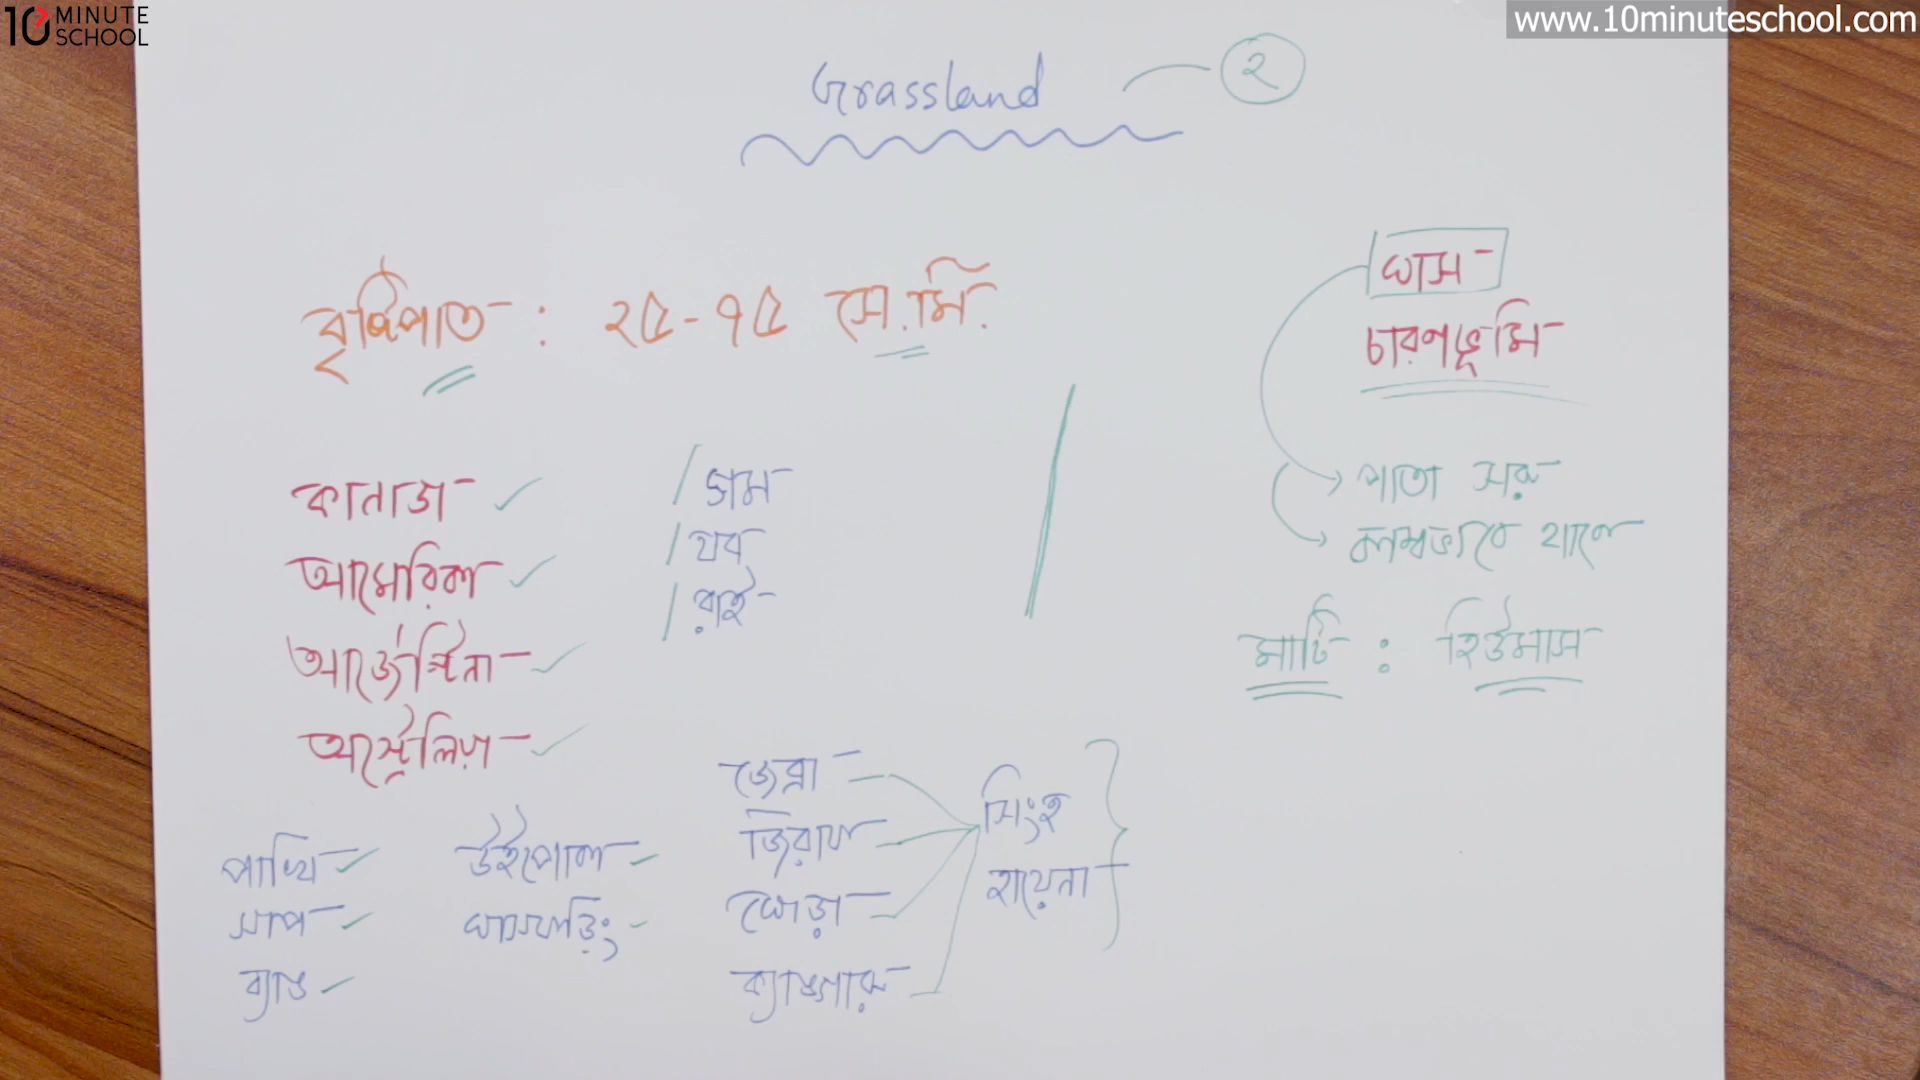 10 MINUTE SCHOOL
www.10minuteschool.com
Grassland
২
বৃষ্টিপাত : ২৫-৭৫ সে.মি.
ঘাস
চারণভূমি
পাতা সরু
লম্বভাবে থাকে
মাটি : হিউমাস
কানাডা
আমেরিকা
আর্জেন্টিনা
অস্ট্রেলিয়া
গম
যব
রাই
পাখি
সাপ
ব্যাঙ
উইপোকা
ঘাসফড়িং
জেব্রা
জিরাফ
ঘোড়া
ক্যাঙ্গারু
সিংহ
হায়েনা